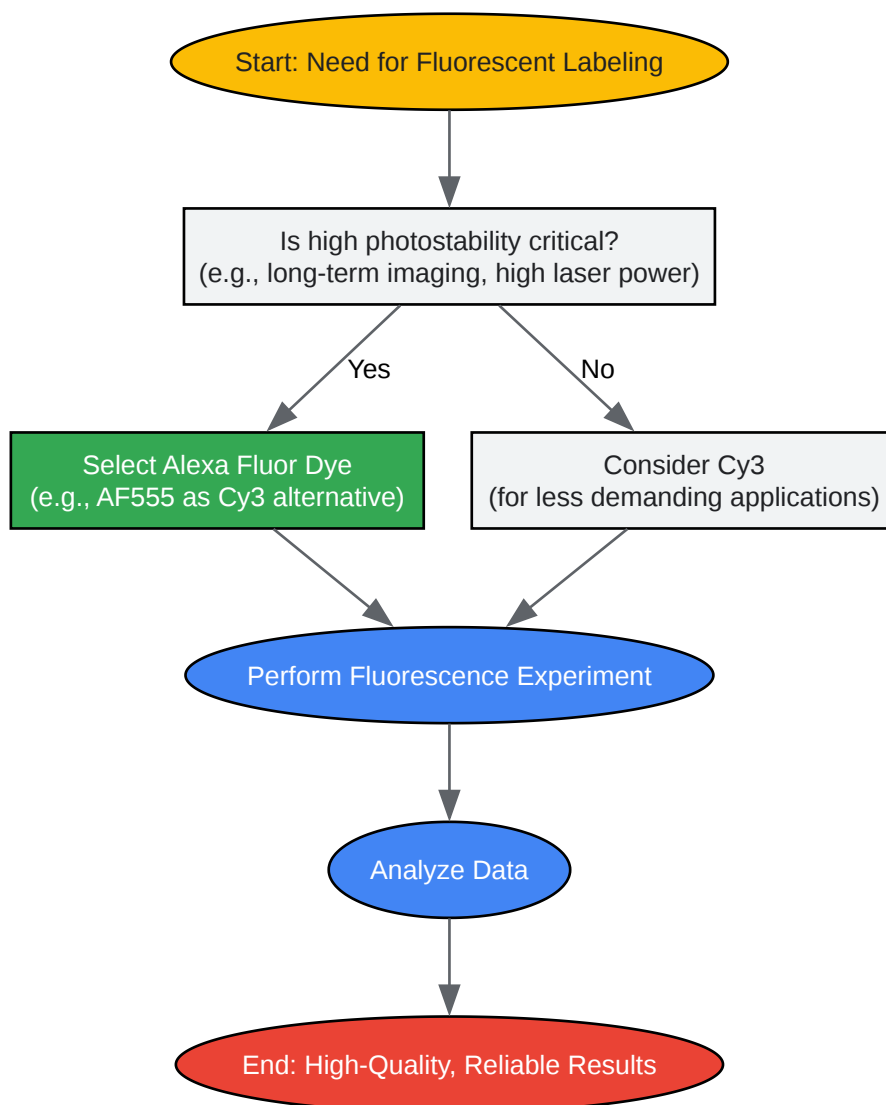 Start: Need for Fluorescent Labeling
Is high photostability critical?
(e.g., long-term imaging, high laser power)
Yes
No
Select Alexa Fluor Dye
(e.g., AF555 as Cy3 alternative)
Consider Cy3
(for less demanding applications)
Perform Fluorescence Experiment
Analyze Data
End: High-Quality, Reliable Results